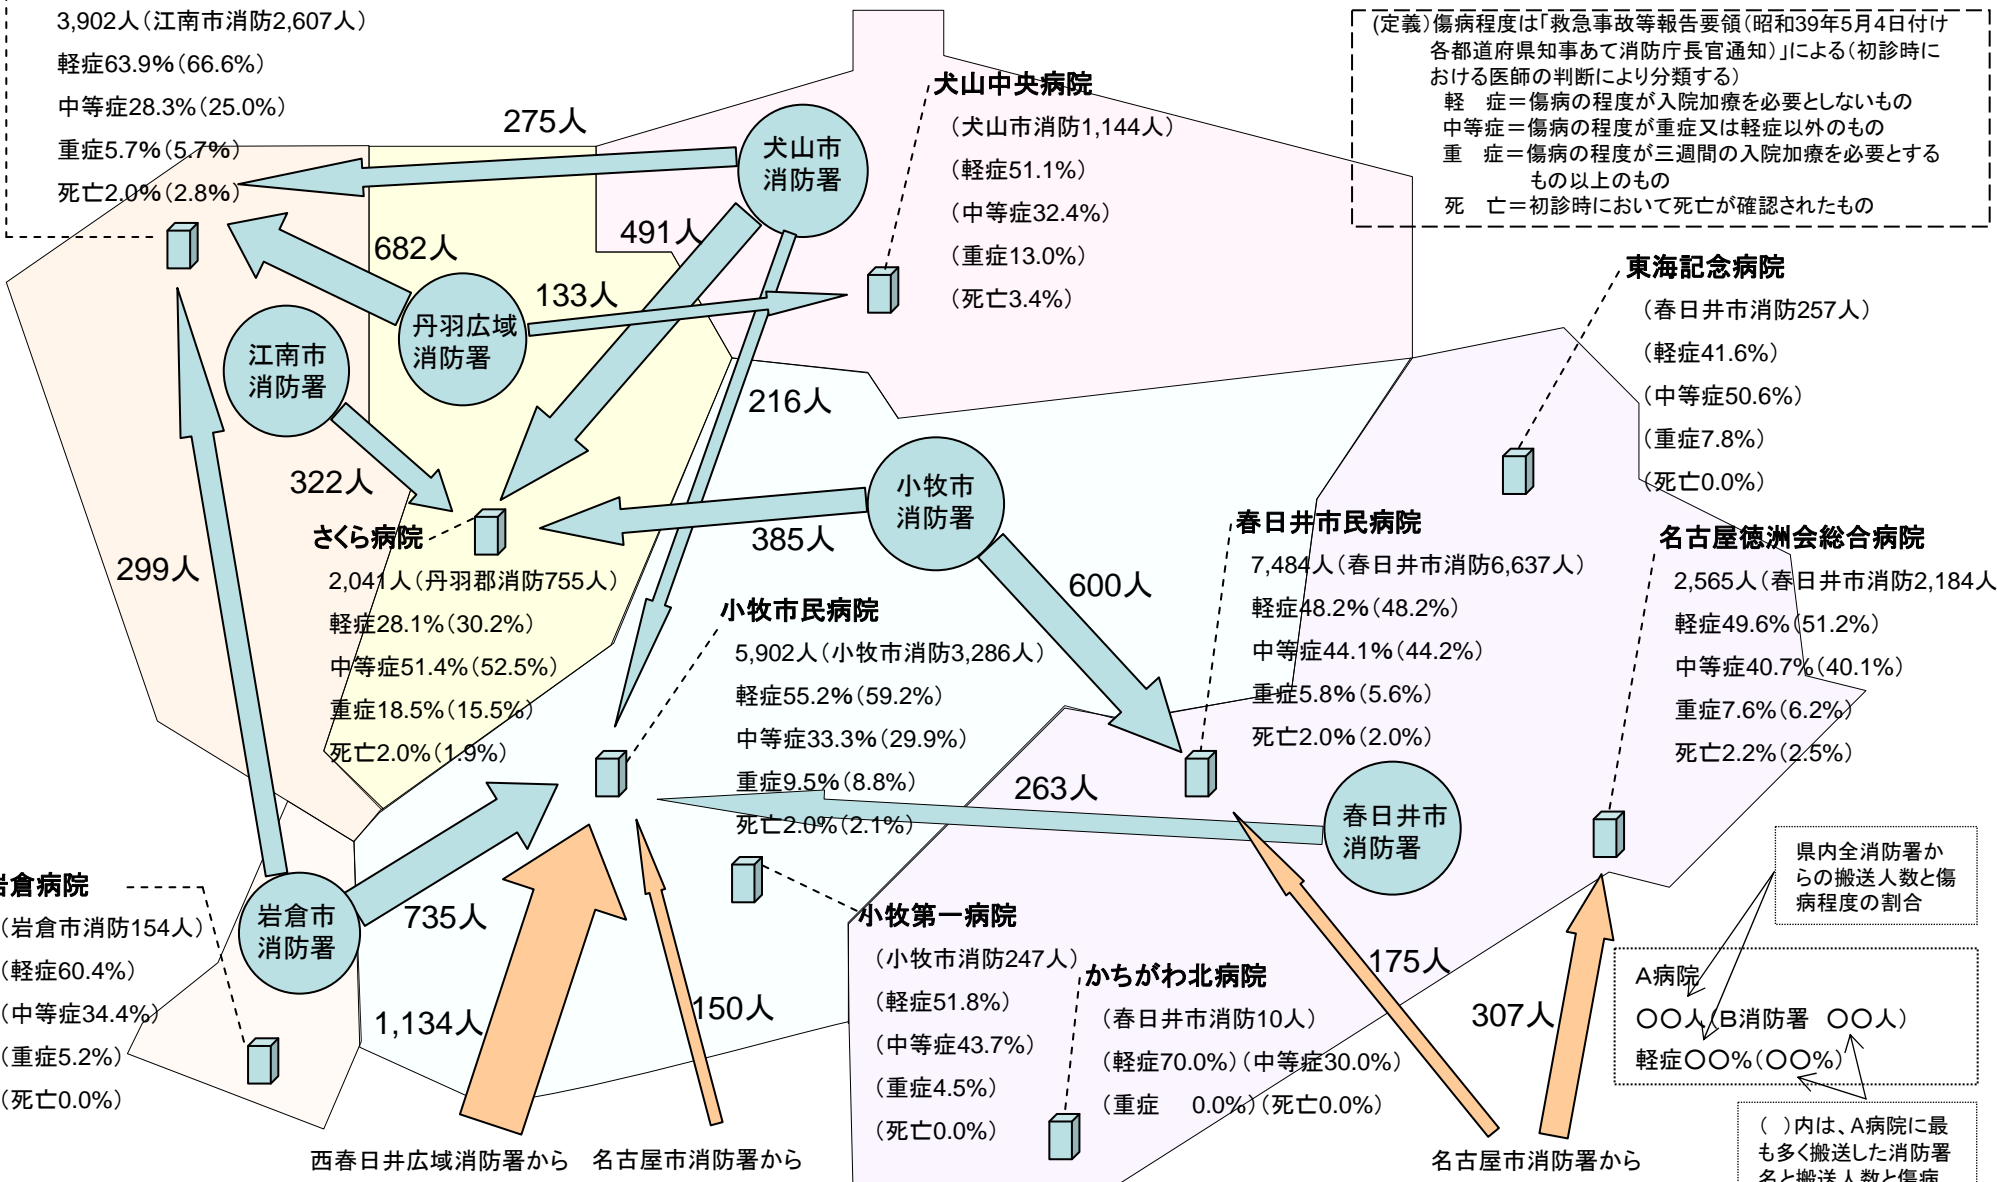 3,902人(江南市消防2,607人)
軽症63.9%(66.6%)
中等症28.3%(25.0%)
重症5.7%(5.7%)
死亡2.0%(2.8%)
(定義)傷病程度は「救急事故等報告要領(昭和39年5月4日付け
各都道府県知事あて消防庁長官通知)」による(初診時に
おける医師の判断により分類する)
軽　症＝傷病の程度が入院加療を必要としないもの
中等症＝傷病の程度が重症又は軽症以外のもの
重　症＝傷病の程度が三週間の入院加療を必要とする
もの以上のもの
死　亡＝初診時において死亡が確認されたもの
犬山中央病院
(犬山市消防1,144人)
(軽症51.1%)
(中等症32.4%)
(重症13.0%)
(死亡3.4%)
275人
犬山市
消防署
491人
682人
133人
丹羽広域
消防署
江南市
消防署
216人
322人
299人
385人
小牧市
消防署
600人
東海記念病院
(春日井市消防257人)
(軽症41.6%)
(中等症50.6%)
(重症7.8%)
(死亡0.0%)
さくら病院
2,041人(丹羽郡消防755人)
軽症28.1%(30.2%)
中等症51.4%(52.5%)
重症18.5%(15.5%)
死亡2.0%(1.9%)
小牧市民病院
5,902人(小牧市消防3,286人)
軽症55.2%(59.2%)
中等症33.3%(29.9%)
重症9.5%(8.8%)
死亡2.0%(2.1%)
春日井市民病院
7,484人(春日井市消防6,637人)
軽症48.2%(48.2%)
中等症44.1%(44.2%)
重症5.8%(5.6%)
死亡2.0%(2.0%)
名古屋徳洲会総合病院
2,565人(春日井市消防2,184人
軽症49.6%(51.2%)
中等症40.7%(40.1%)
重症7.6%(6.2%)
死亡2.2%(2.5%)
263人
春日井市
消防署
岩倉病院
(岩倉市消防154人)
(軽症60.4%)
(中等症34.4%)
(重症5.2%)
(死亡0.0%)
岩倉市
消防署
735人
1,134人
150人
小牧第一病院
(小牧市消防247人)
(軽症51.8%)
(中等症43.7%)
(重症4.5%)
(死亡0.0%)
かちがわ北病院
(春日井市消防10人)
(軽症70.0%)(中等症30.0%)
(重症　0.0%)(死亡0.0%)
175人
307人
県内全消防署か
らの搬送人数と傷
病程度の割合
A病院
〇〇人(B消防署　〇〇人)
軽症〇〇%(〇〇%)
(　)内は、A病院に最
も多く搬送した消防署
名と搬送人数と傷病
西春日井広域消防署から
名古屋市消防署から
名古屋市消防署から